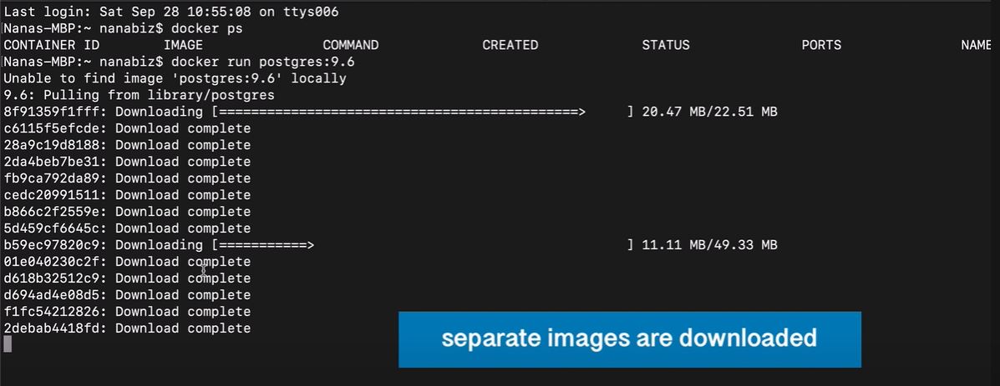 Last login: Sat Sep 28 10:55:08 on ttys006
[Nanas-MBP:~ nanabiz$ docker ps
CONTAINER ID        IMAGE               COMMAND             CREATED             STATUS              PORTS               NAME
[Nanas-MBP:~ nanabiz$ docker run postgres:9.6
Unable to find image 'postgres:9.6' locally
9.6: Pulling from library/postgres
8f91359f1fff: Downloading [=============================================>     ] 20.47 MB/22.51 MB
c6115f5efcde: Download complete
28a9c19d8188: Download complete
2da4beb7be31: Download complete
fb9ca792da89: Download complete
cedc20991511: Download complete
b866c2f2559e: Download complete
5d459cf6645c: Download complete
b59ec97820c9: Downloading [===========>                                       ] 11.11 MB/49.33 MB
01e040230c2f: Download complete
d618b32512c9: Download complete
d694ad4e08d5: Download complete
f1fc54212826: Download complete
2debab4418fd: Download complete
separate images are downloaded